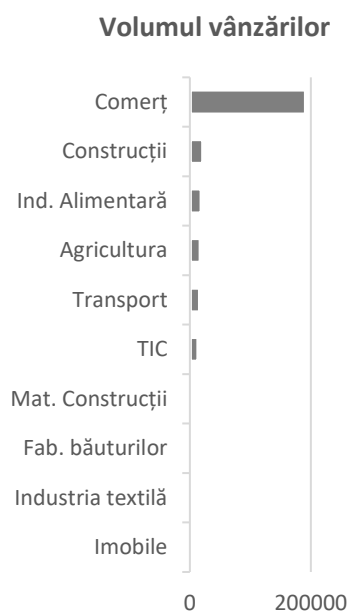 Volumul vânzărilor
Comerț
Construcții
Ind. Alimentară
Agricultura
Transport
TIC
Mat. Construcții
Fab. băuturilor
Industria textilă
Imobile
0 200000